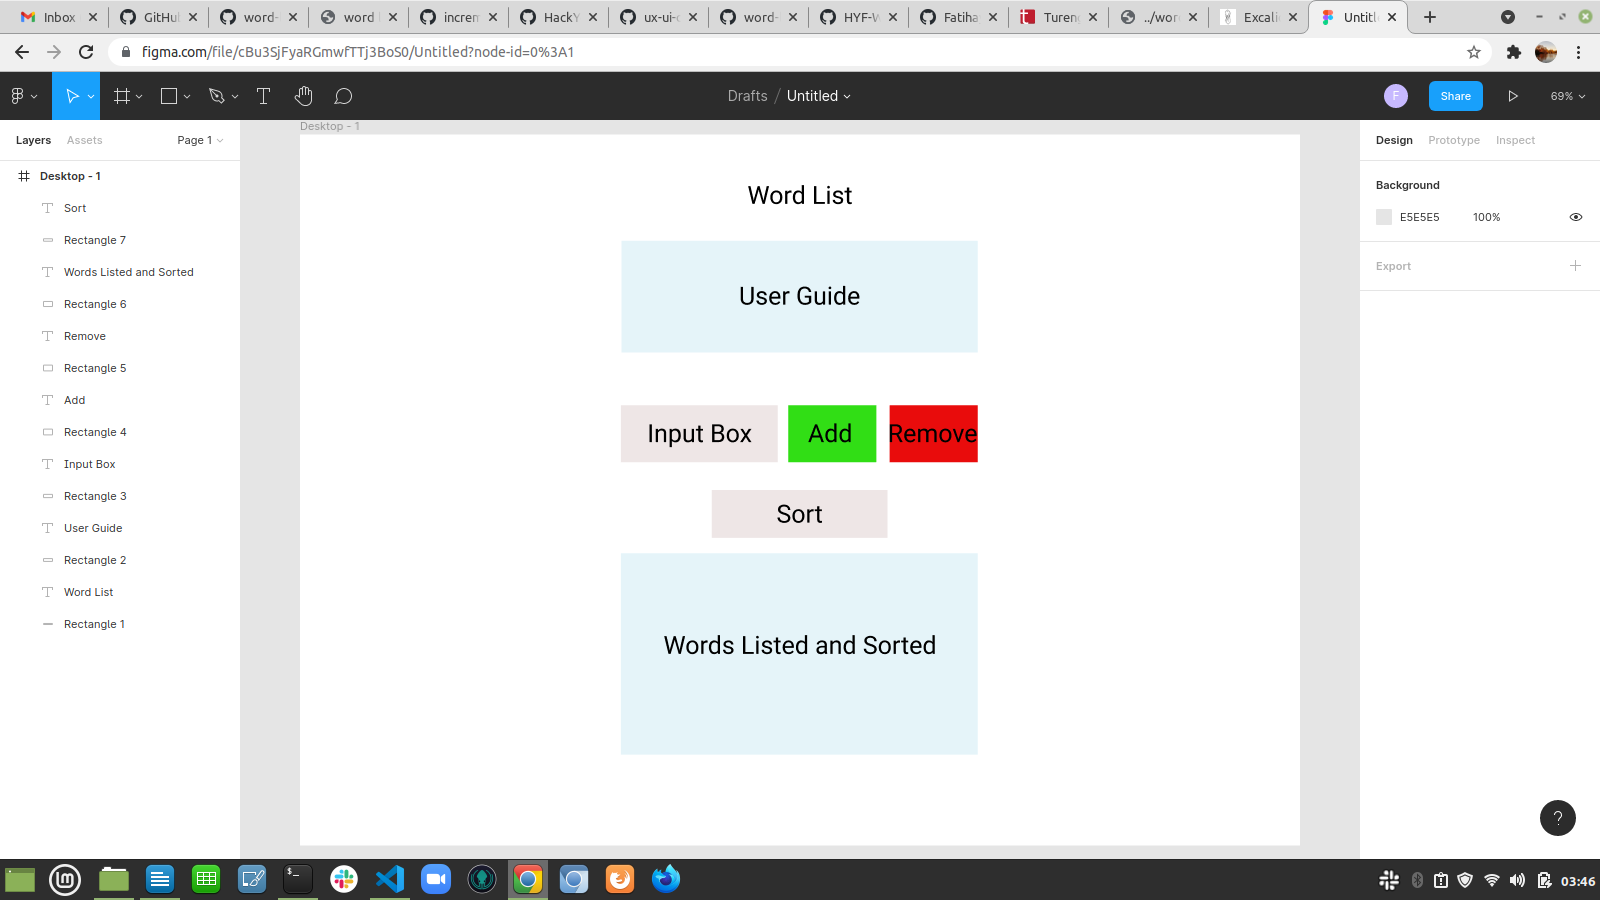 Inbox
GitHu
word-
word
increm
HackY
ux-ui-
word-
HYF-
Fatiha
Turen
../wor
Excali
Untitl
figma.com/file/cBu3SjFyaRGmwfTTj3BoS0/Untitled?node-id=0%3A1
Drafts / Untitled
F
Share
69%
Layers
Assets
Page 1
Desktop - 1
Sort
Rectangle 7
Words Listed and Sorted
Rectangle 6
Remove
Rectangle 5
Add
Rectangle 4
Input Box
Rectangle 3
User Guide
Rectangle 2
Word List
Rectangle 1
Desktop - 1
Word List
User Guide
Input Box
Add
Remove
Sort
Words Listed and Sorted
Design
Prototype
Inspect
Background
E5E5E5
100%
Export
?
03:46